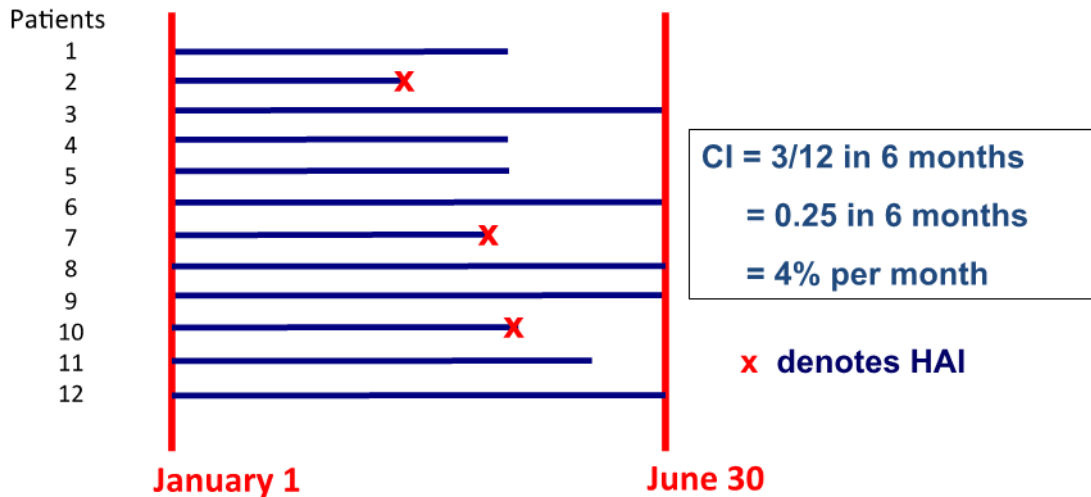 Patients
1
2
3
4
5
6
7
8
9
10
11
12
x
x
x
CI = 3/12 in 6 months
= 0.25 in 6 months
= 4% per month
x denotes HAI
January 1
June 30